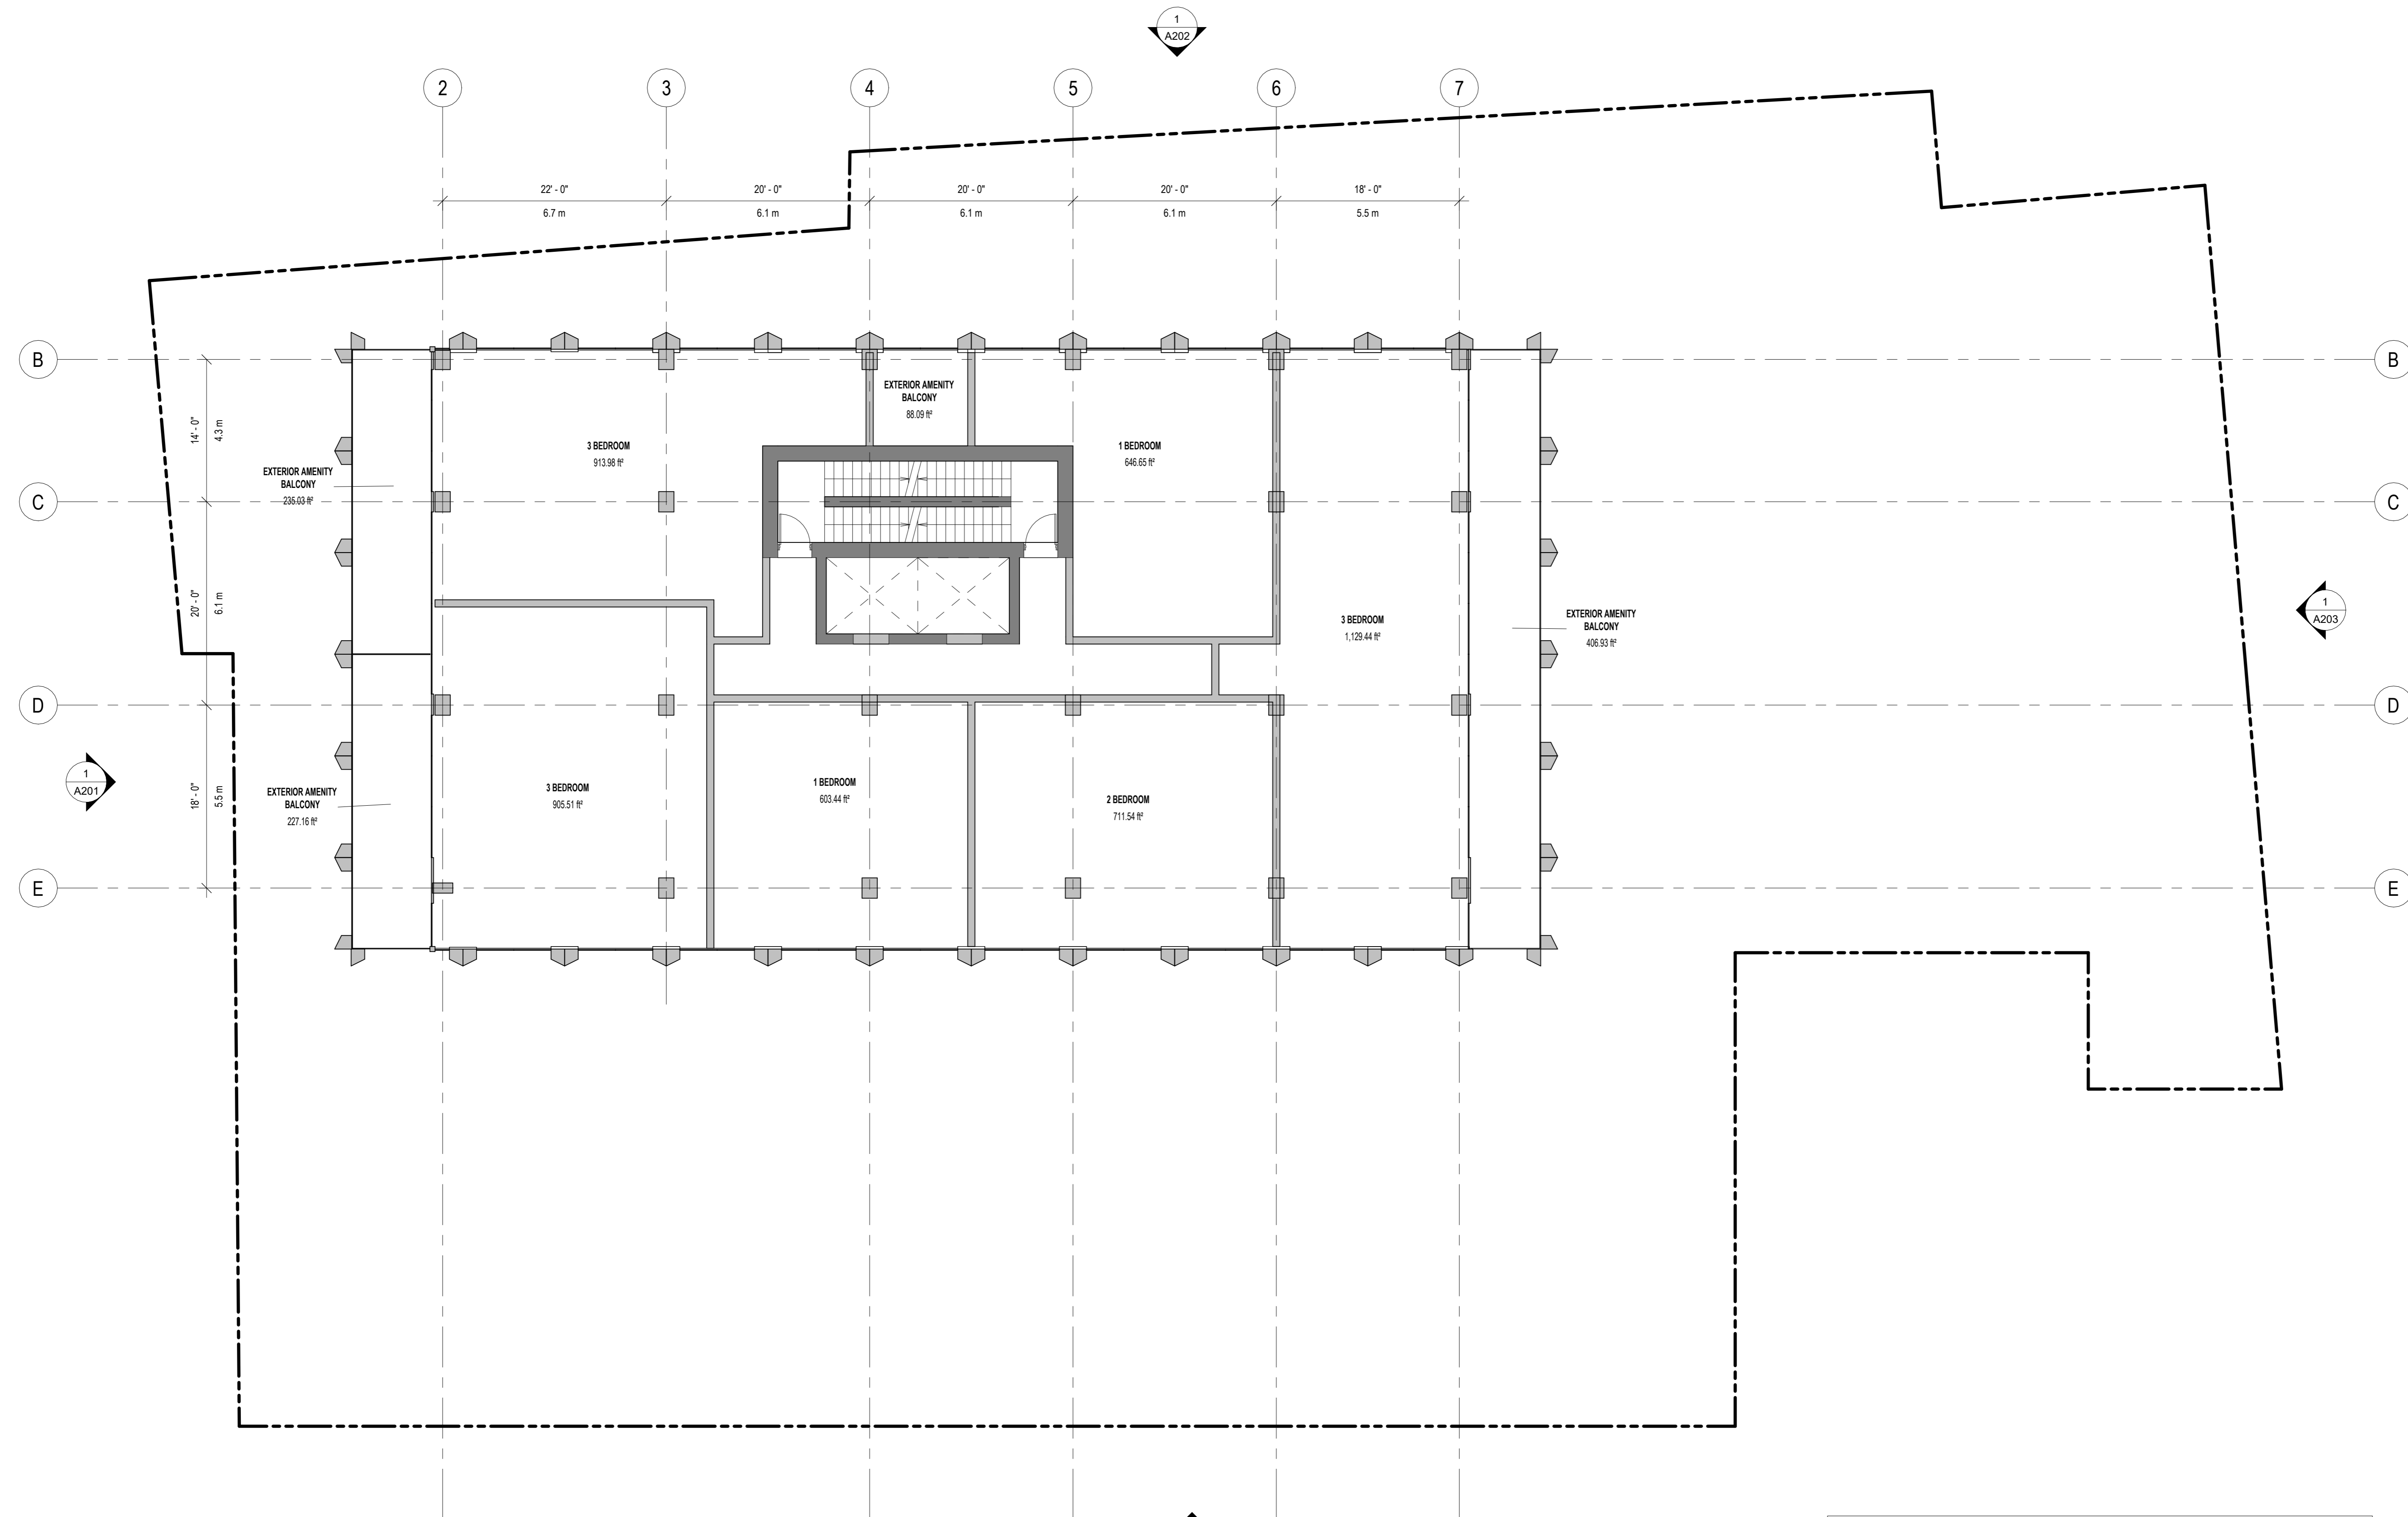 1
A202
2
3
4
5
6
7
22' - 0"
20' - 0"
20' - 0"
20' - 0"
18' - 0"
6.7 m
6.1 m
6.1 m
6.1 m
5.5 m
B
B
14' - 0"
4.3 m
EXTERIOR AMENITY
BALCONY
88.09 ft²
3 BEDROOM
913.98 ft²
1 BEDROOM
646.65 ft²
EXTERIOR AMENITY
BALCONY
235.03 ft²
C
C
20' - 0"
6.1 m
3 BEDROOM
1,129.44 ft²
EXTERIOR AMENITY
BALCONY
406.93 ft²
1
A203
D
D
1
A201
18' - 0"
5.5 m
EXTERIOR AMENITY
BALCONY
227.16 ft²
3 BEDROOM
905.51 ft²
1 BEDROOM
603.44 ft²
2 BEDROOM
711.54 ft²
E
E